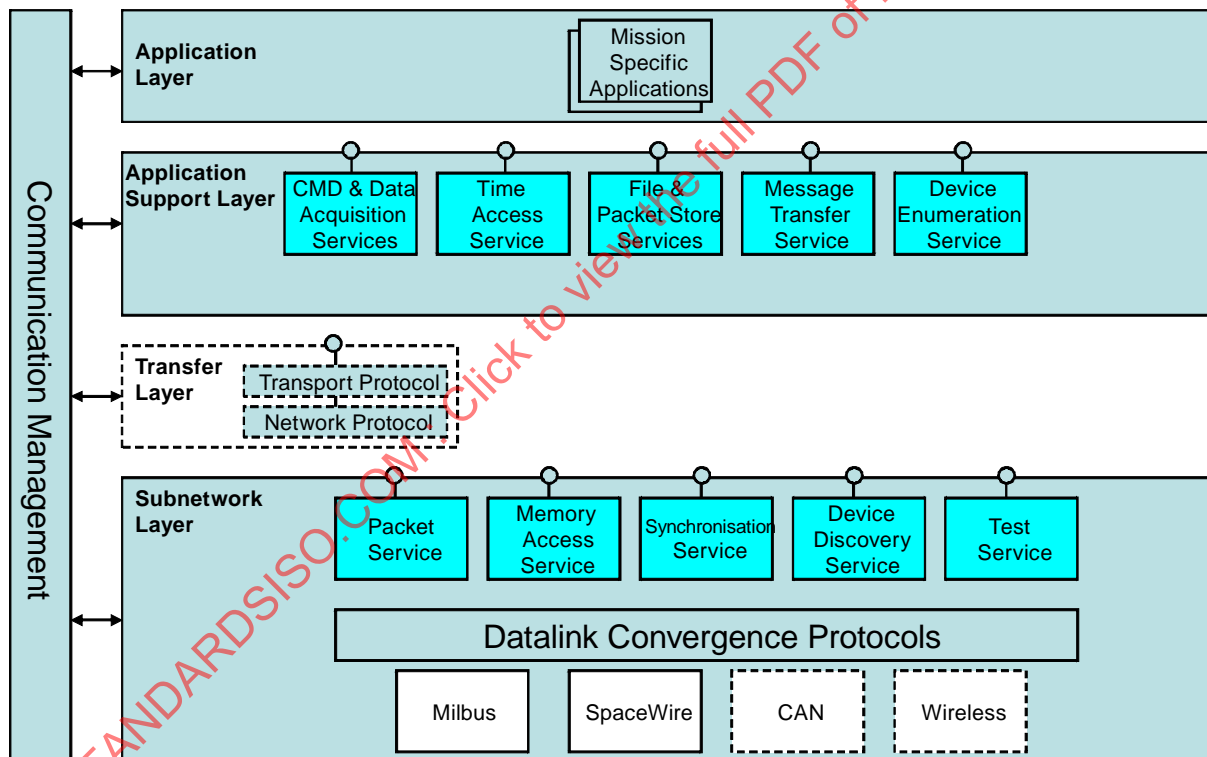 Communication Management
Application
Layer
Mission
Specific
Applications
Application
Support Layer
CMD & Data
Acquisition
Services
Time
Access
Service
File &
Packet Store
Services
Message
Transfer
Service
Device
Enumeration
Service
Transfer
Layer
Transport Protocol
Network Protocol
Subnetwork
Layer
Packet
Service
Memory
Access
Service
Synchronisation
Service
Device
Discovery
Service
Test
Service
Datalink Convergence Protocols
Milbus
SpaceWire
CAN
Wireless
TANDARDSISO.COM : Click to view the full PDF of